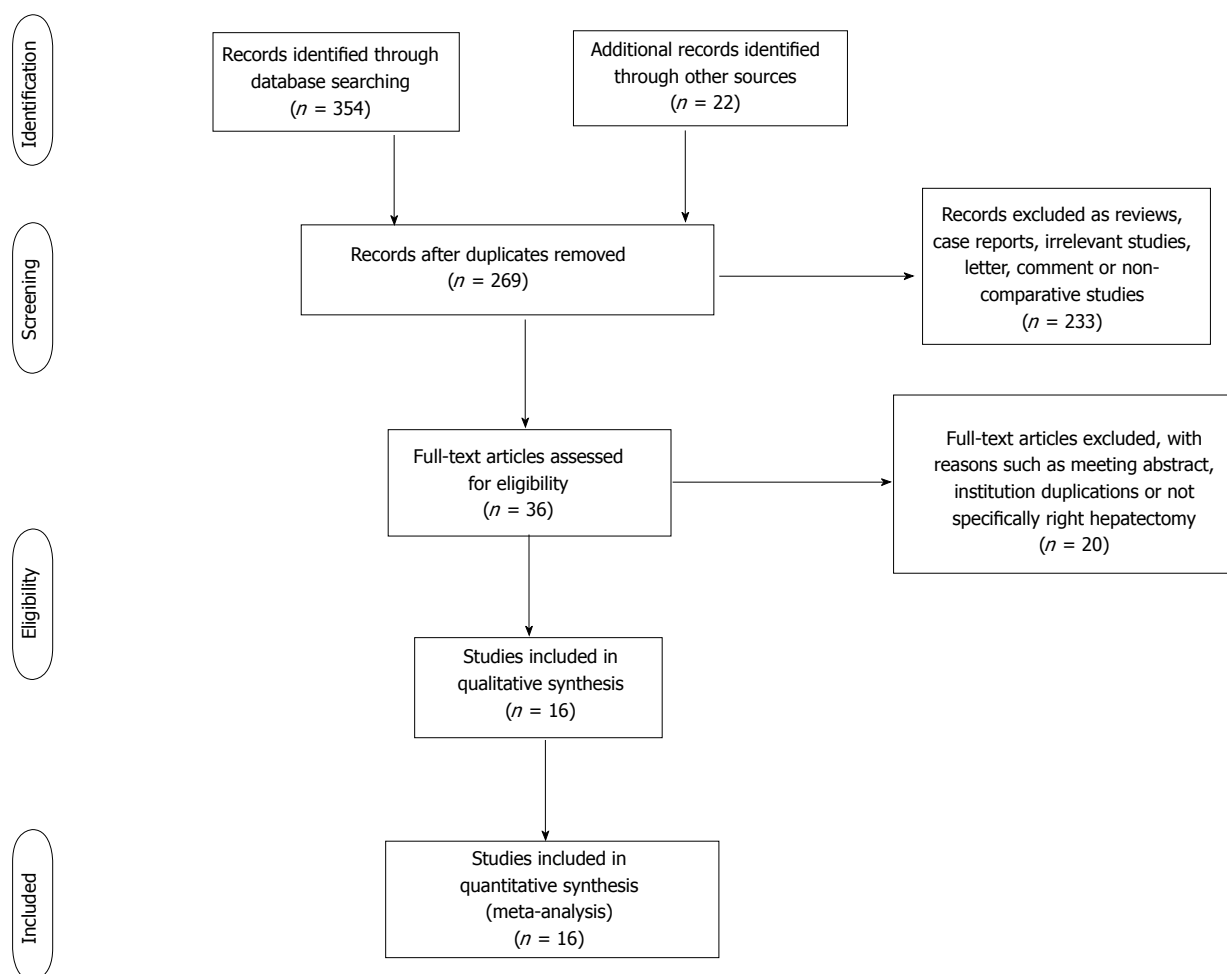 Identification
Records identified through
database searching
(n = 354)
Additional records identified
through other sources
(n = 22)
Screening
Records after duplicates removed
(n = 269)
Records excluded as reviews,
case reports, irrelevant studies,
letter, comment or non-
comparative studies
(n = 233)
Eligibility
Full-text articles assessed
for eligibility
(n = 36)
Full-text articles excluded, with
reasons such as meeting abstract,
institution duplications or not
specifically right hepatectomy
(n = 20)
Studies included in
qualitative synthesis
(n = 16)
Included
Studies included in
quantitative synthesis
(meta-analysis)
(n = 16)